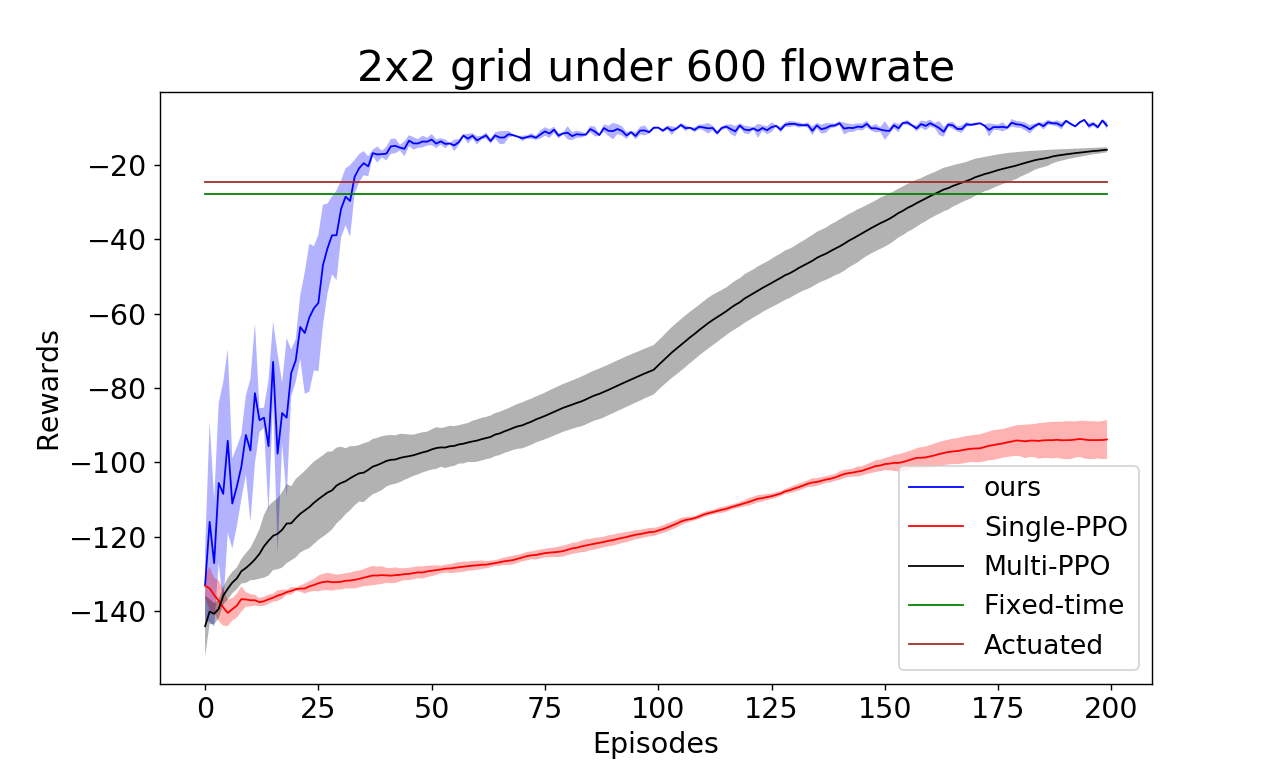 2x2 grid under 600 flowrate
Rewards
−20
−40
−60
−80
−100
−120
−140
0 25 50 75 100 125 150 175 200
Episodes
ours
Single-PPO
Multi-PPO
Fixed-time
Actuated